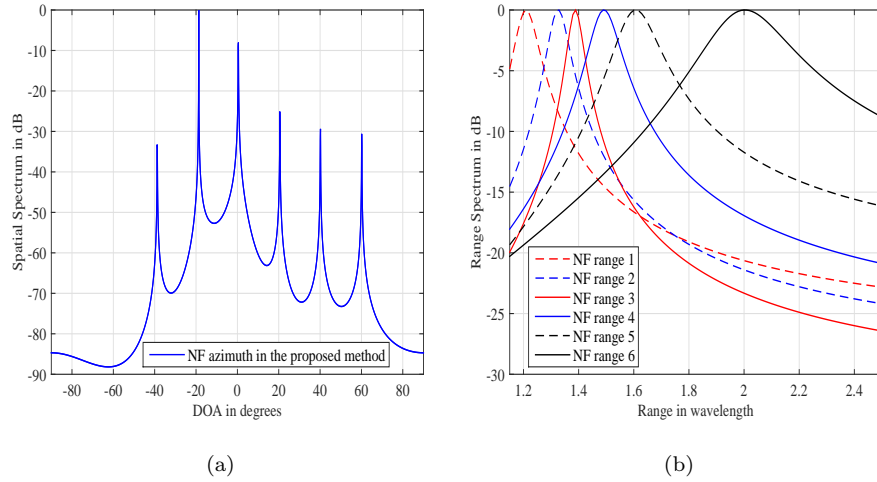 0
-10
-20
-30
-40
-50
-60
-70
-80
-90
Spatial Spectrum in dB
NF azimuth in the proposed method
-80 -60 -40 -20 0 20 40 60 80
DOA in degrees
(a)
0
-5
-10
-15
-20
-25
-30
Range Spectrum in dB
NF range 1
NF range 2
NF range 3
NF range 4
NF range 5
NF range 6
1.2 1.4 1.6 1.8 2 2.2 2.4
Range in wavelength
(b)